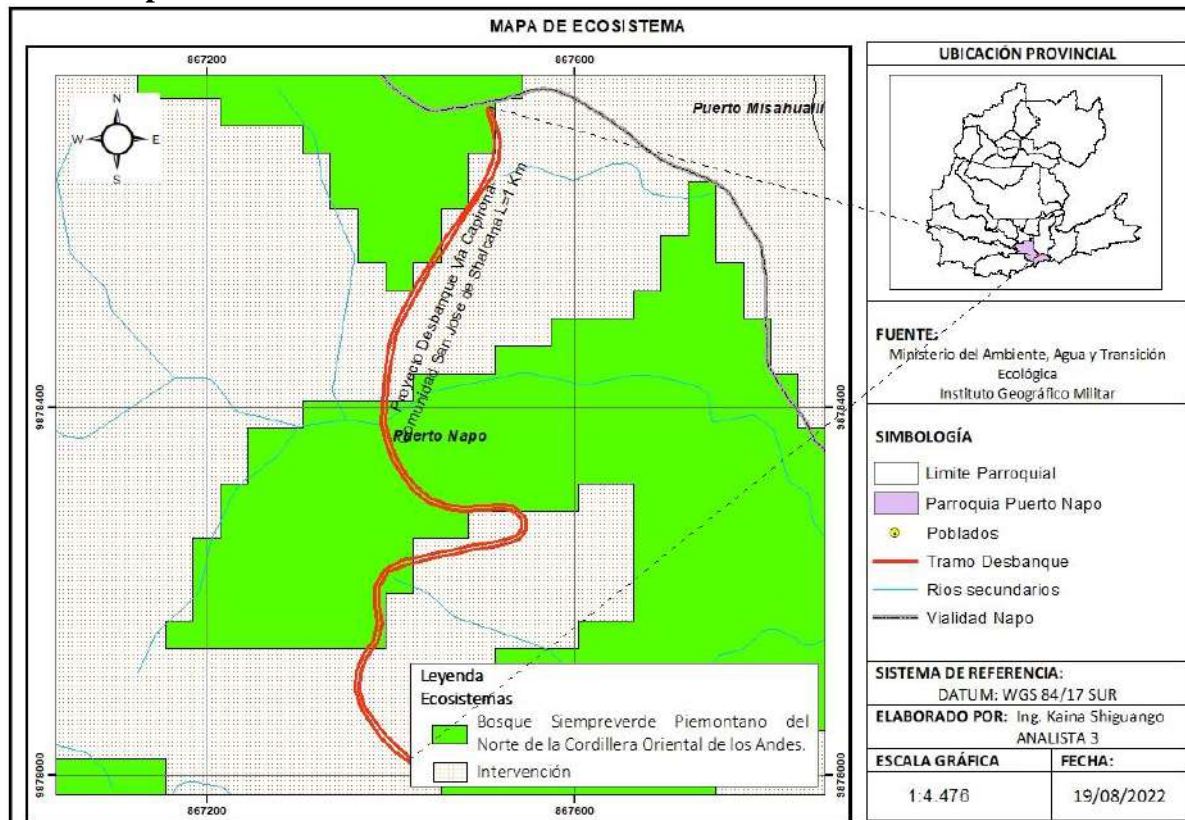 MAPA DE ECOSISTEMA
867200
867600
N
W
E
S
Puerto Misahualli
Proyecto Desbanque Vía Capirona
Comunidad San Jose de Shalcana L=1 Km
Puerto Napo
9878400
9878400
9878000
9878000
867200
867600
Leyenda
Ecosistemas
Bosque Siempreverde Piemontano del
Norte de la Cordillera Oriental de los Andes.
Intervención
UBICACIÓN PROVINCIAL
FUENTE:
Ministerio del Ambiente, Agua y Transición
Ecológica
Instituto Geográfico Militar
SIMBOLOGÍA
Limite Parroquial
Parroquia Puerto Napo
Poblados
Tramo Desbanque
Rios secundarios
Vialidad Napo
SISTEMA DE REFERENCIA:
DATUM: WGS 84/17 SUR
ELABORADO POR: Ing. Kaina Shiguango
ANALISTA 3
ESCALA GRÁFICA
FECHA:
1:4.476
19/08/2022